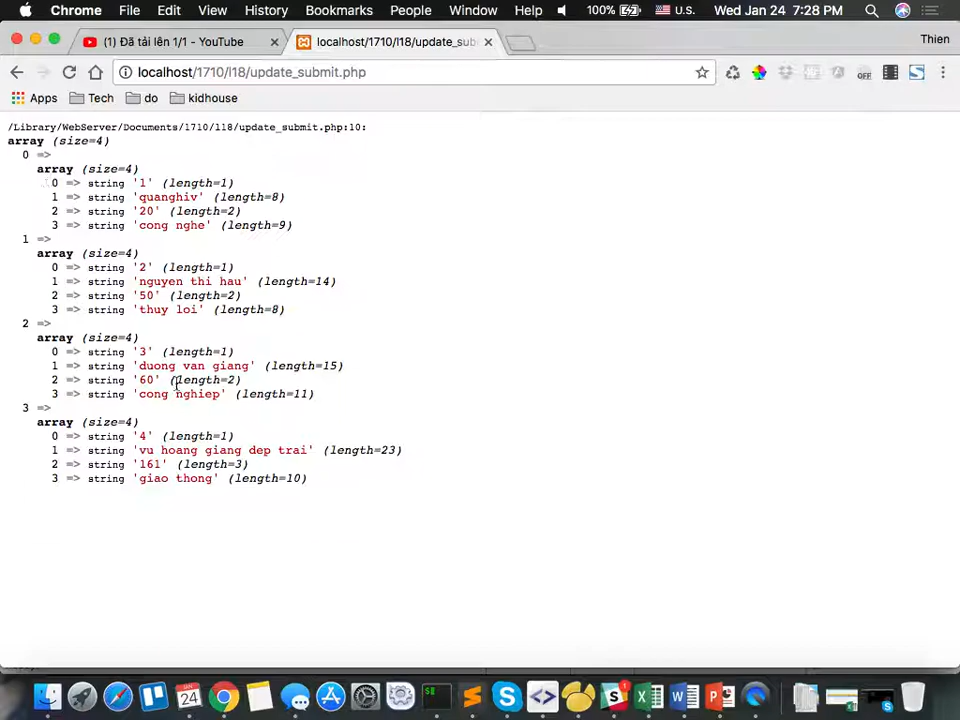 Chrome File Edit View History Bookmarks People Window Help 100% U.S. Wed Jan 24 7:28 PM
(1) Đã tải lên 1/1 - YouTube localhost/1710/l18/update_sub Thien
localhost/1710/l18/update_submit.php OFF
Apps Tech do kidhouse
/Library/WebServer/Documents/1710/l18/update_submit.php:10:
array (size=4)
0 =>
array (size=4)
0 => string '1' (length=1)
1 => string 'quanghiv' (length=8)
2 => string '20' (length=2)
3 => string 'cong nghe' (length=9)
1 =>
array (size=4)
0 => string '2' (length=1)
1 => string 'nguyen thi hau' (length=14)
2 => string '50' (length=2)
3 => string 'thuy loi' (length=8)
2 =>
array (size=4)
0 => string '3' (length=1)
1 => string 'duong van giang' (length=15)
2 => string '60' (length=2)
3 => string 'cong nghiep' (length=11)
3 =>
array (size=4)
0 => string '4' (length=1)
1 => string 'vu hoang giang dep trai' (length=23)
2 => string '161' (length=3)
3 => string 'giao thong' (length=10)